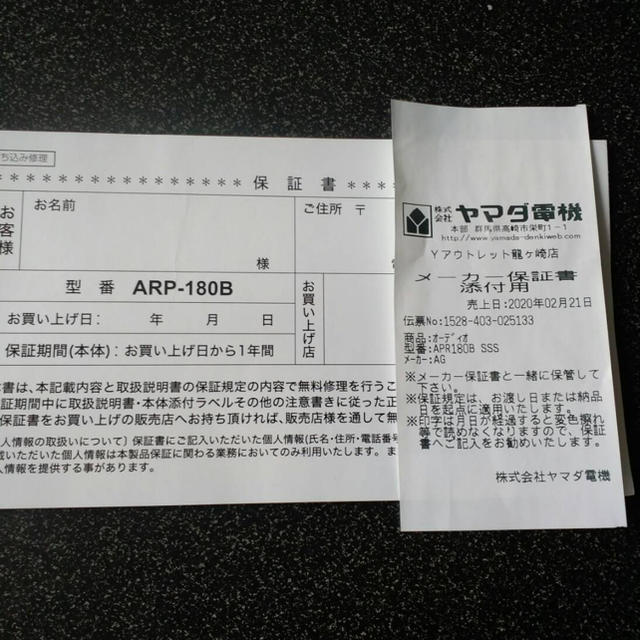 ち込み修理
****************保 証 書****
お客様
お名前
様
ご住所 〒
型 番 ARP-180B
お買い上げ日: 年 月 日
保証期間(本体): お買い上げ日から1年間
お買い上げ店
書は、本記載内容と取扱説明書の保証規定の内容で無料修理を行うこ
証期間中に取扱説明書・本体付ラベルその他の注意書きに従った正
保証書をお買い上げの販売店へお持ち頂ければ、販売店様を通して無
人情報の取扱いについて〕保証書にご記入いただいた個人情報(氏名・住所・電話番号
載いただいた個人情報は本製品保証に関わる業務においてのみ利用いたします。ま
人情報を提供する事があります。
株式会社 ヤマダ電機
本部 群馬県高崎市栄町1-1
http://www.yamada-denkiweb.com
Yアウトレット龍ヶ崎店
メーカー保証書
添付用
売上日:2020年02月21日
伝票No:1528-403-025133
商品:オーディオ
型番:APR180B SSS
メーカー:AG
※メーカー保証書と一緒に保管して
下さい。
※保証規定は、お渡し日または納品
日を起点に適用いたします。
※印字は月日が経過すると変色擦れ
等で読めなくなりますので、保証
書へご記入をお勧めいたします。
株式会社ヤマダ電機